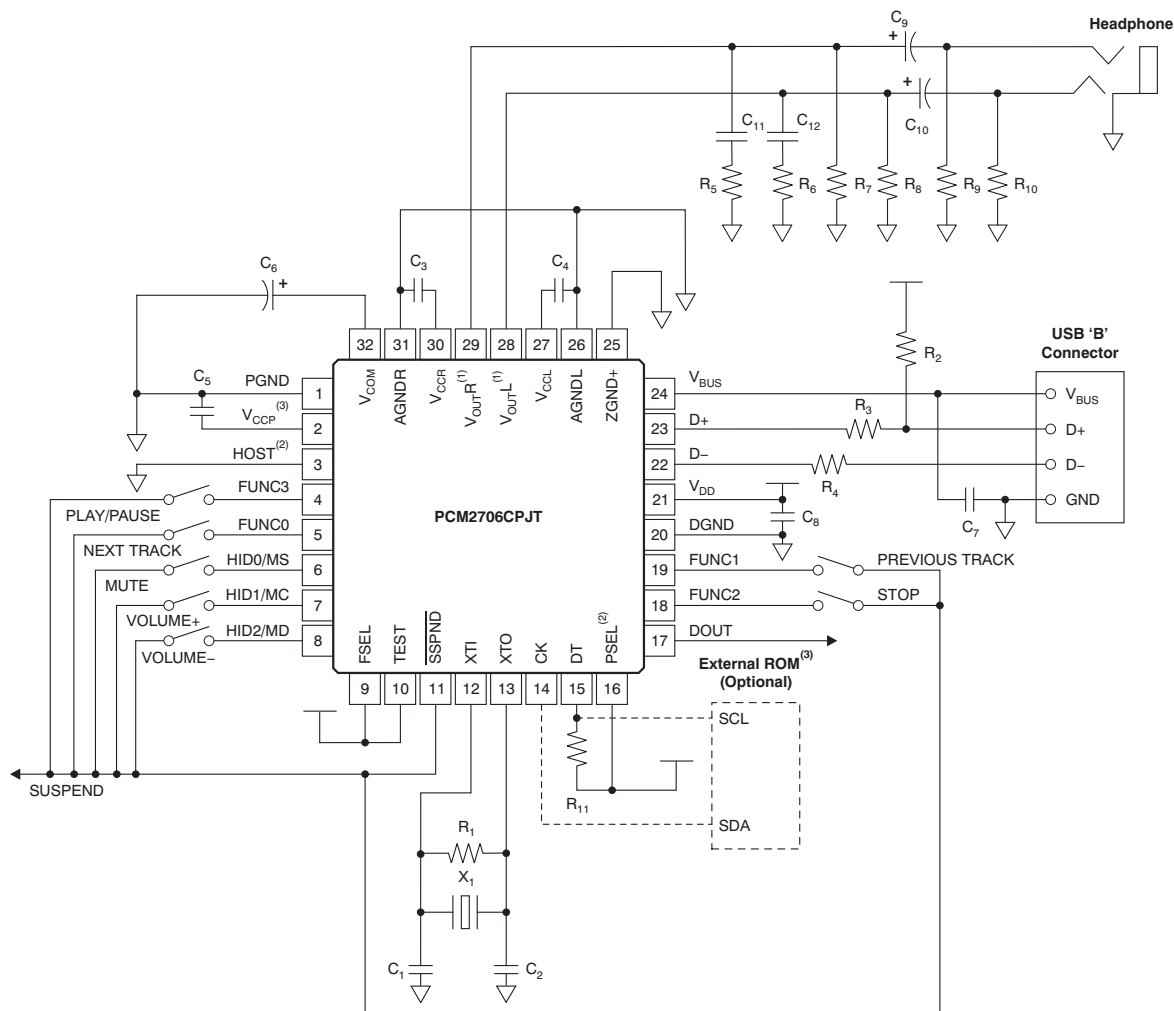 C9
Headphone
+
+
C11
C12
C10
R5
R6
R7
R8
R9
R10
C6
+
C3
C4
R2
USB ‘B’
Connector
32
31
30
29
28
27
26
25
VCOM
AGNDR
VCCR
VOUTR(1)
VOUTL(1)
VCCL
AGNDL
ZGND+
C5
PGND
1
VCCP(3)
2
HOST(2)
3
FUNC3
4
PLAY/PAUSE
FUNC0
5
NEXT TRACK
HID0/MS
6
MUTE
HID1/MC
7
VOLUME+
HID2/MD
8
VOLUME–
PCM2706CPJT
24
VBUS
VBUS
23
D+
R3
D+
22
D–
R4
D–
21
VDD
C8
C7
GND
20
DGND
19
FUNC1
PREVIOUS TRACK
18
FUNC2
STOP
17
DOUT
FSEL
TEST
SSPND
XTI
XTO
CK
DT
PSEL(2)
9
10
11
12
13
14
15
16
External ROM(3)
(Optional)
SCL
R11
SDA
SUSPEND
R1
X1
C1
C2